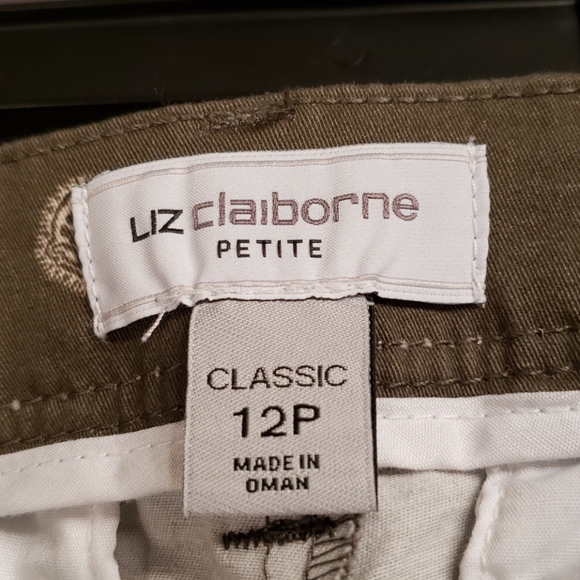 LIZ claiborne
PETITE
CLASSIC
12P
MADE IN
OMAN